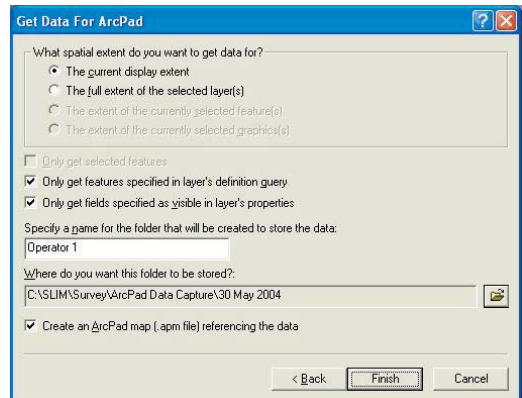 Get Data For ArcPad
What spatial extent do you want to get data for?
The current display extent
The full extent of the selected layer(s)
The extent of the currently selected feature(s)
The extent of the currently selected graphics(s)
Only get selected features
Only get features specified in layer's definition query
Only get fields specified as visible in layer's properties
Specify a name for the folder that will be created to store the data:
Operator 1
Where do you want this folder to be stored?:
C:\SLIM\Survey\ArcPad Data Capture\30 May 2004
Create an ArcPad map (.apm file) referencing the data
< Back Finish Cancel